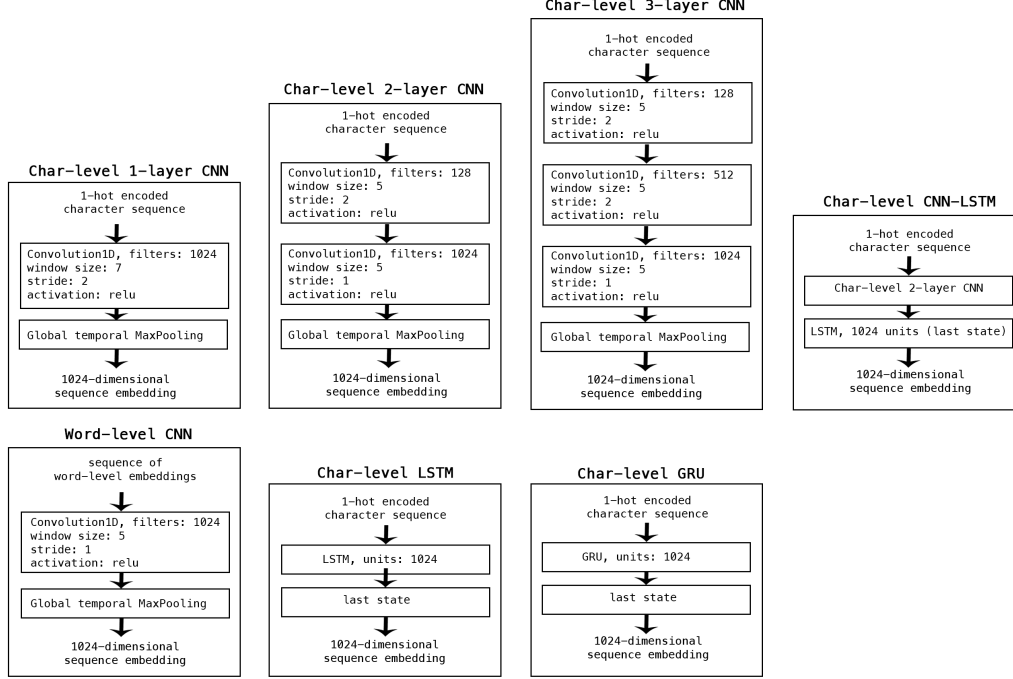 Char-level 1-layer CNN
1-hot encoded
character sequence
Convolution1D, filters: 1024
window size: 7
stride: 2
activation: relu
Global temporal MaxPooling
1024-dimensional
sequence embedding
Char-level 2-layer CNN
1-hot encoded
character sequence
Convolution1D, filters: 128
window size: 5
stride: 2
activation: relu
Convolution1D, filters: 1024
window size: 5
stride: 1
activation: relu
Global temporal MaxPooling
1024-dimensional
sequence embedding
Char-level 3-layer CNN
1-hot encoded
character sequence
Convolution1D, filters: 128
window size: 5
stride: 2
activation: relu
Convolution1D, filters: 512
window size: 5
stride: 2
activation: relu
Convolution1D, filters: 1024
window size: 5
stride: 1
activation: relu
Global temporal MaxPooling
1024-dimensional
sequence embedding
Char-level CNN-LSTM
1-hot encoded
character sequence
Char-level 2-layer CNN
LSTM, 1024 units (last state)
1024-dimensional
sequence embedding
Word-level CNN
sequence of
word-level embeddings
Convolution1D, filters: 1024
window size: 5
stride: 1
activation: relu
Global temporal MaxPooling
1024-dimensional
sequence embedding
Char-level LSTM
1-hot encoded
character sequence
LSTM, units: 1024
last state
1024-dimensional
sequence embedding
Char-level GRU
1-hot encoded
character sequence
GRU, units: 1024
last state
1024-dimensional
sequence embedding